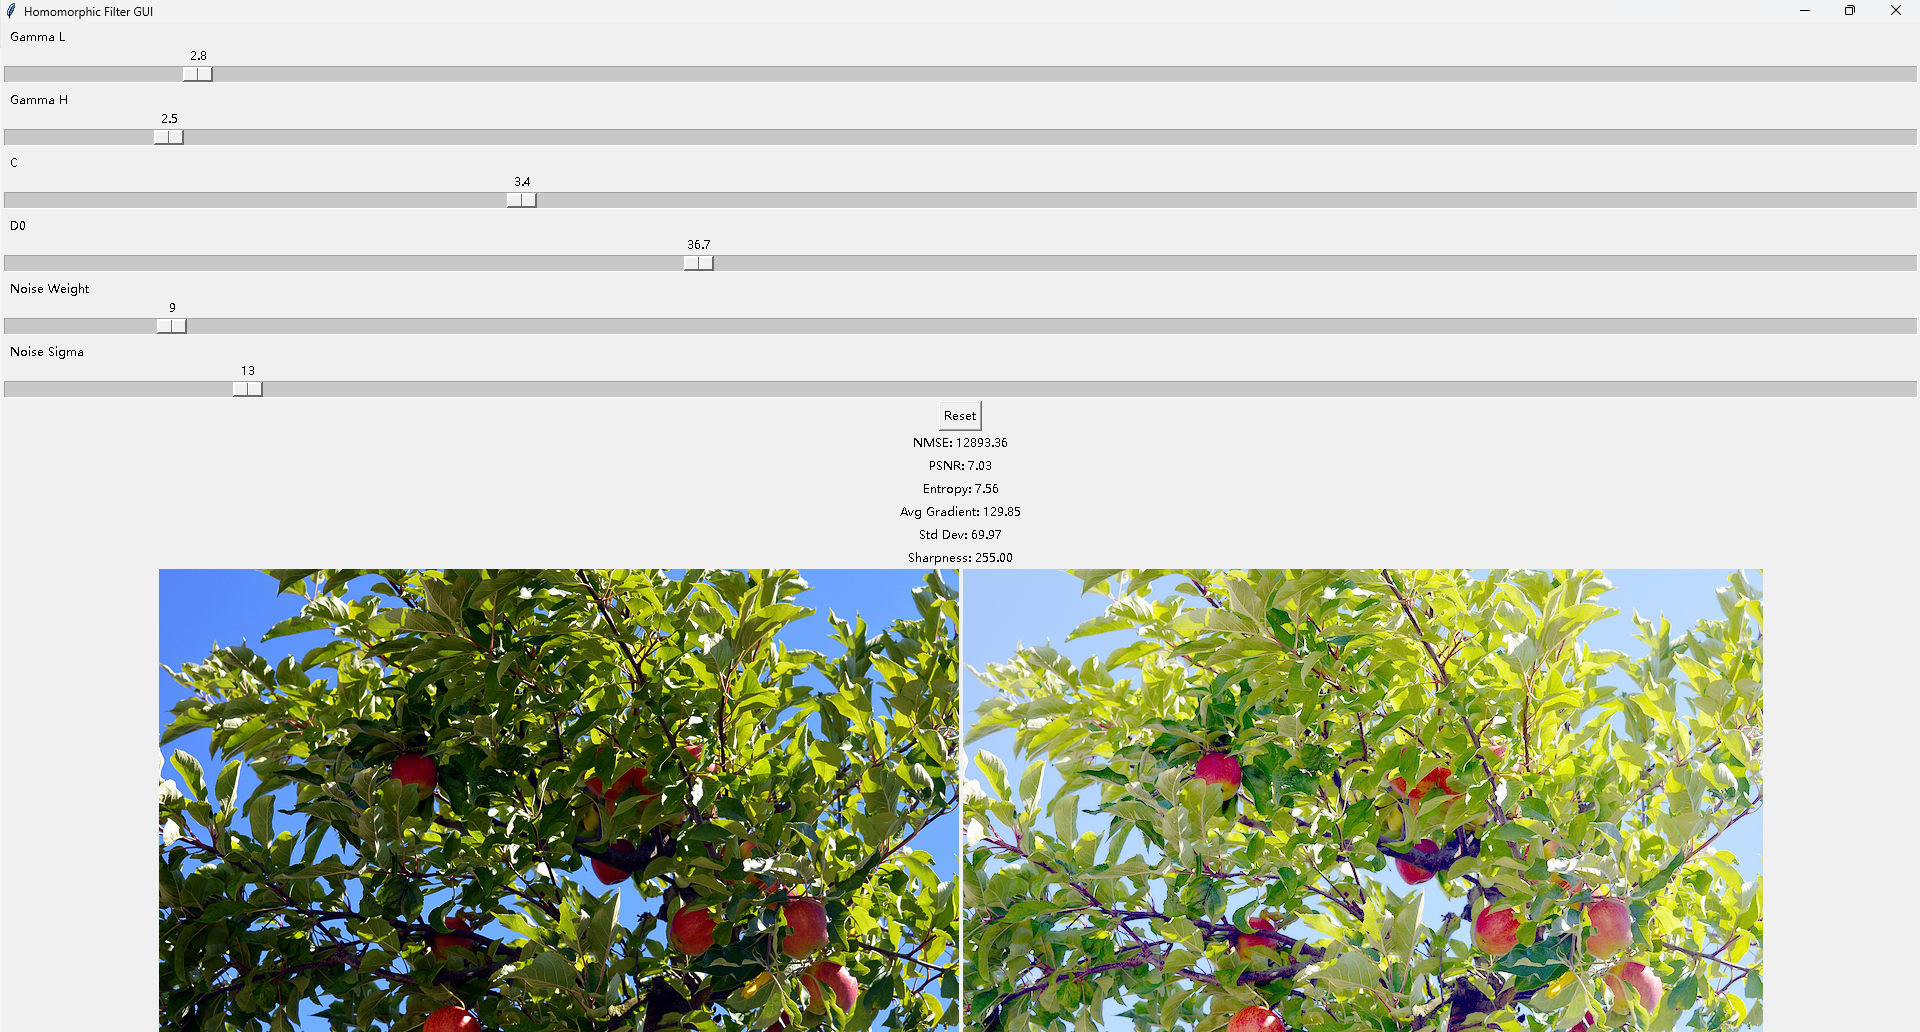 Homomorphic Filter GUI
Gamma L
2.8
Gamma H
2.5
C
3.4
D0
36.7
Noise Weight
9
Noise Sigma
13
Reset
NMSE: 12893.36
PSNR: 7.03
Entropy: 7.56
Avg Gradient: 129.85
Std Dev: 69.97
Sharpness: 255.00